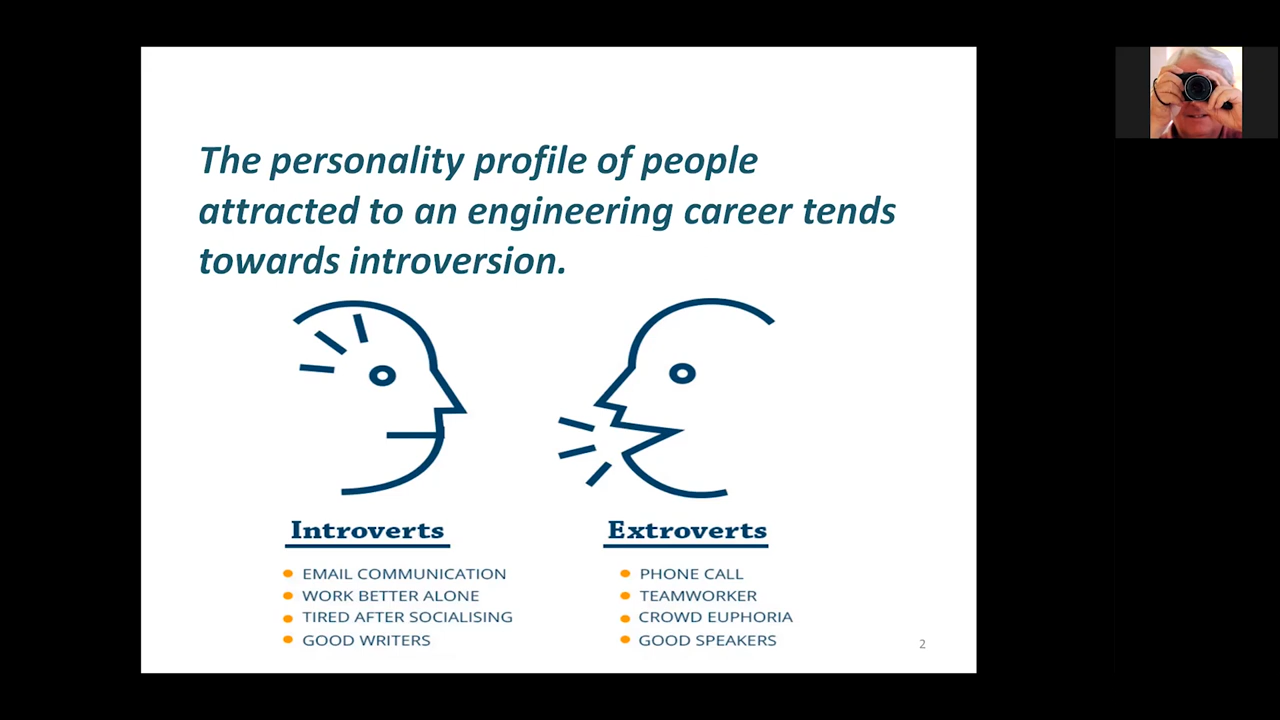 The personality profile of people
attracted to an engineering career tends
towards introversion.
Introverts
EMAIL COMMUNICATION
WORK BETTER ALONE
TIRED AFTER SOCIALISING
GOOD WRITERS
Extroverts
PHONE CALL
TEAMWORKER
CROWD EUPHORIA
GOOD SPEAKERS
2